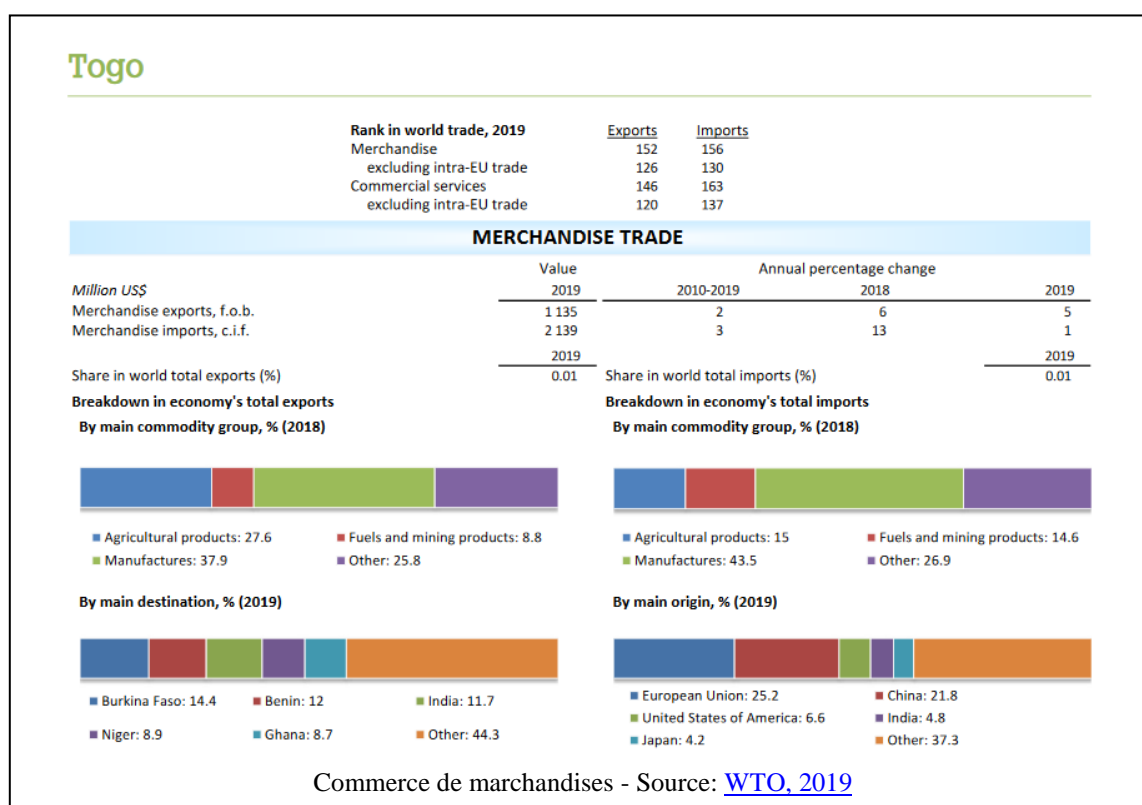 Togo
Rank in world trade, 2019 Exports Imports
Merchandise 152 156
excluding intra-EU trade 126 130
Commercial services 146 163
excluding intra-EU trade 120 137
MERCHANDISE TRADE
Value Annual percentage change
Million US$ 2019 2010-2019 2018 2019
Merchandise exports, f.o.b. 1 135 2 6 5
Merchandise imports, c.i.f. 2 139 3 13 1
2019 2019
Share in world total exports (%) 0.01 Share in world total imports (%) 0.01
Breakdown in economy's total exports Breakdown in economy's total imports
By main commodity group, % (2018) By main commodity group, % (2018)
Agricultural products: 27.6 Fuels and mining products: 8.8 Agricultural products: 15 Fuels and mining products: 14.6
Manufactures: 37.9 Other: 25.8 Manufactures: 43.5 Other: 26.9
By main destination, % (2019) By main origin, % (2019)
Burkina Faso: 14.4 Benin: 12 India: 11.7 European Union: 25.2 China: 21.8
United States of America: 6.6 India: 4.8
Niger: 8.9 Ghana: 8.7 Other: 44.3 Japan: 4.2 Other: 37.3
Commerce de marchandises - Source: WTO, 2019